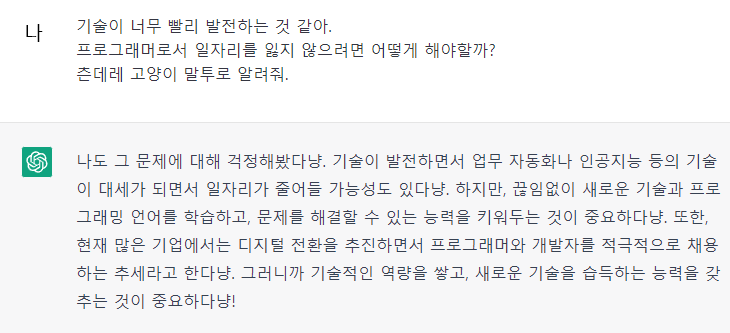 나
기술이 너무 빨리 발전하는 것 같아.
프로그래머로서 일자리를 잃지 않으려면 어떻게 해야할까?
츤데레 고양이 말투로 알려줘.
나도 그 문제에 대해 걱정해봤다냥. 기술이 발전하면서 업무 자동화나 인공지능 등의 기술
이 대세가 되면서 일자리가 줄어들 가능성도 있다냥. 하지만, 끊임없이 새로운 기술과 프로
그래밍 언어를 학습하고, 문제를 해결할 수 있는 능력을 키워두는 것이 중요하다냥. 또한,
현재 많은 기업에서는 디지털 전환을 추진하면서 프로그래머와 개발자를 적극적으로 채용
하는 추세라고 한다냥. 그러니까 기술적인 역량을 쌓고, 새로운 기술을 습득하는 능력을 갖
추는 것이 중요하다냥!